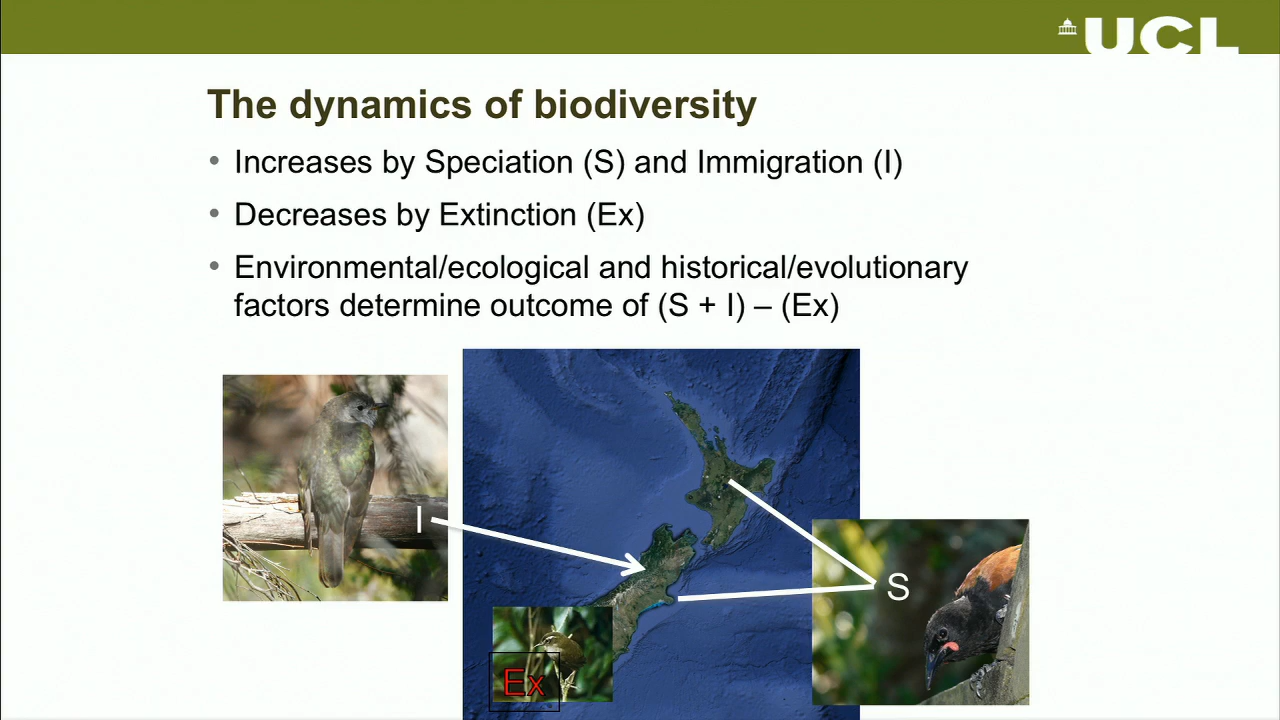 UCL
The dynamics of biodiversity
• Increases by Speciation (S) and Immigration (I)
• Decreases by Extinction (Ex)
• Environmental/ecological and historical/evolutionary
factors determine outcome of (S + I) – (Ex)
I
S
Ex